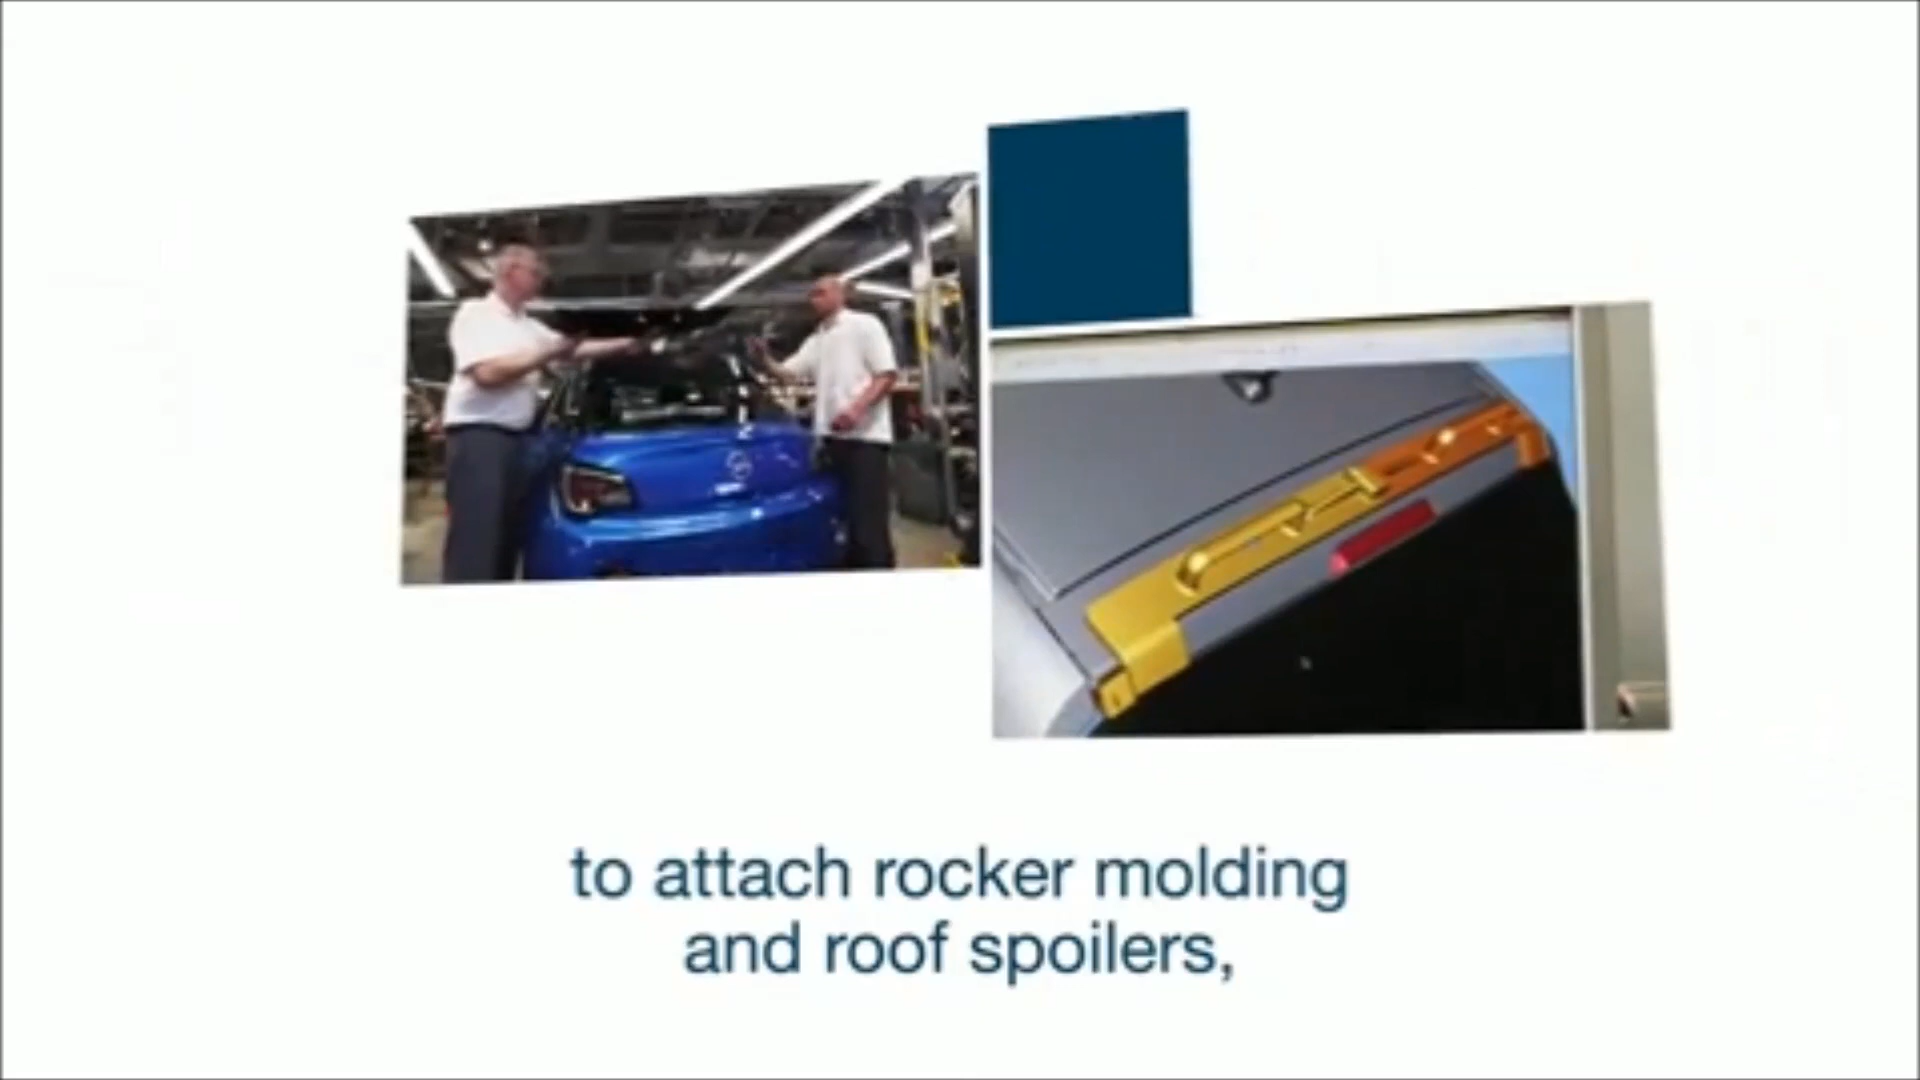 to attach rocker molding
and roof spoilers,